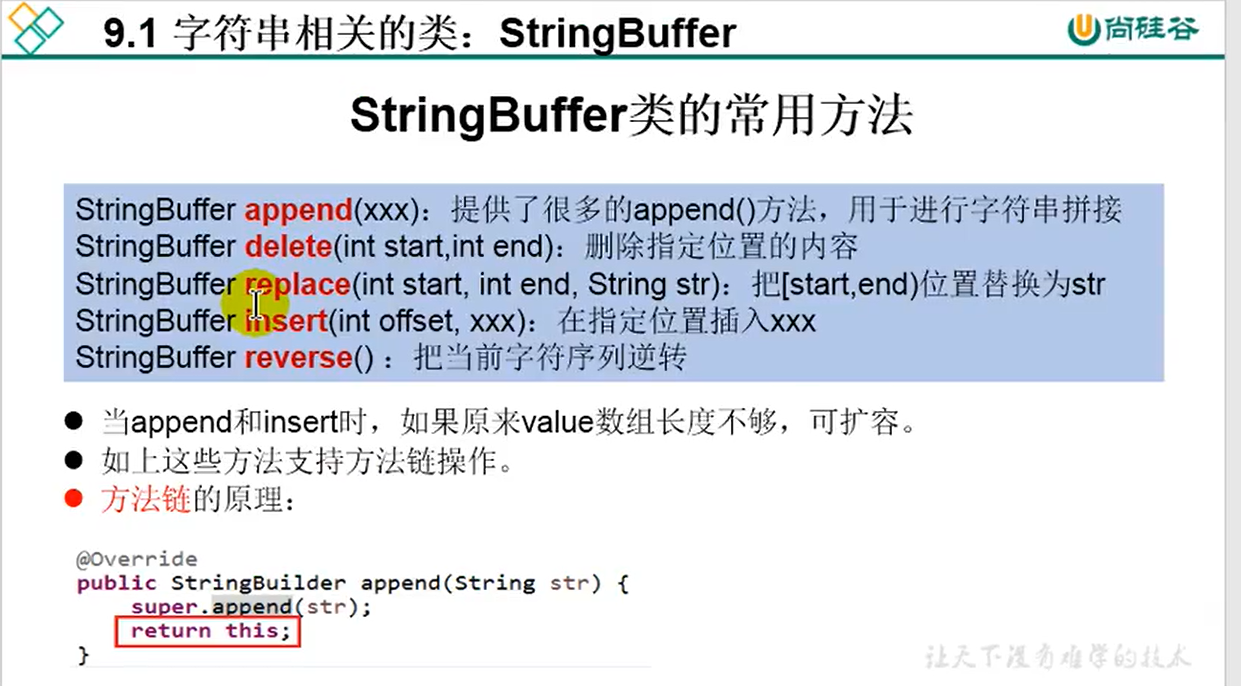 9.1 字符串相关的类：StringBuffer
尚硅谷
StringBuffer类的常用方法
StringBuffer append(xxx)：提供了很多的append()方法，用于进行字符串拼接
StringBuffer delete(int start,int end)：删除指定位置的内容
StringBuffer replace(int start, int end, String str)：把[start,end)位置替换为str
StringBuffer insert(int offset, xxx)：在指定位置插入xxx
StringBuffer reverse() ：把当前字符序列逆转
当append和insert时，如果原来value数组长度不够，可扩容。
如上这些方法支持方法链操作。
方法链的原理：
@Override
public StringBuilder append(String str) {
super.append(str);
return this;
}
让天下没有难学的技术